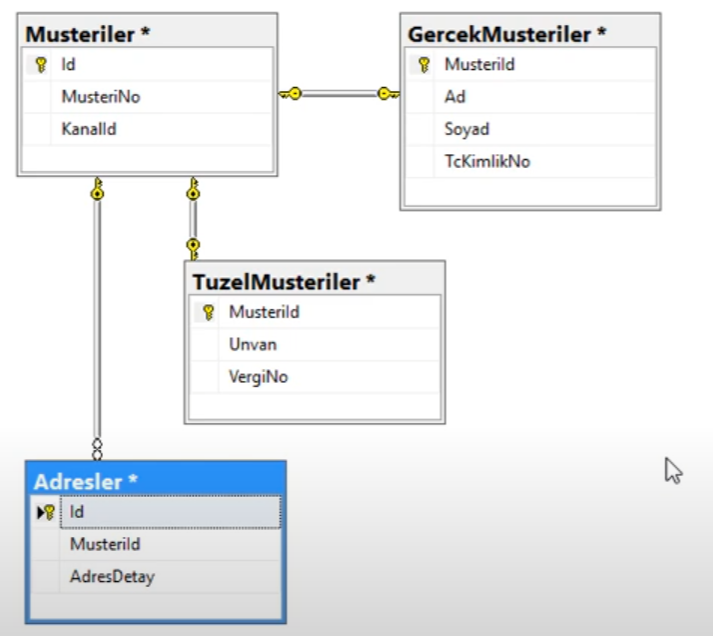 Musteriler *
Id
MusteriNo
KanalId
GercekMusteriler *
MusteriId
Ad
Soyad
TcKimlikNo
TuzelMusteriler *
MusteriId
Unvan
VergiNo
Adresler *
Id
MusteriId
AdresDetay